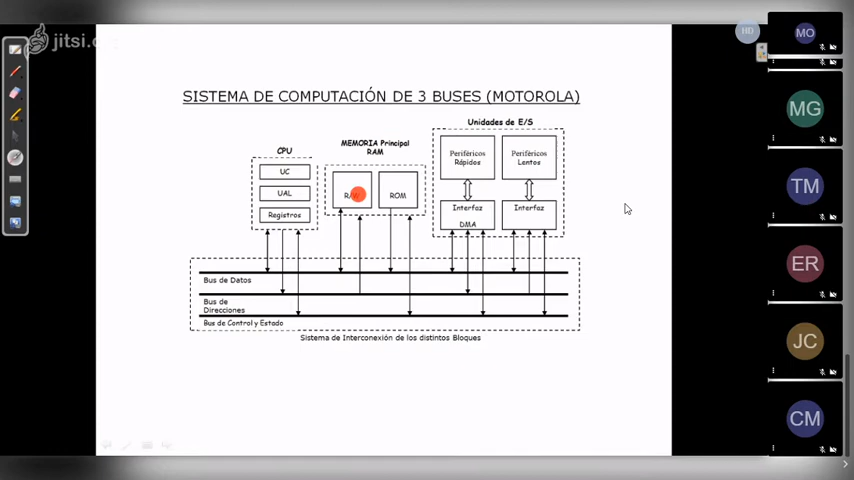 jitsi.org
HD
MO
SISTEMA DE COMPUTACIÓN DE 3 BUSES (MOTOROLA)
Unidades de E/S
MG
MEMORIA Principal
RAM
CPU
Periféricos
Rápidos
Periféricos
Lentos
UC
UAL
ROM
TM
Registros
Interfaz
DMA
Interfaz
Bus de Datos
ER
Bus de
Direcciones
Bus de Control y Estado
Sistema de Interconexión de los distintos Bloques
JC
CM